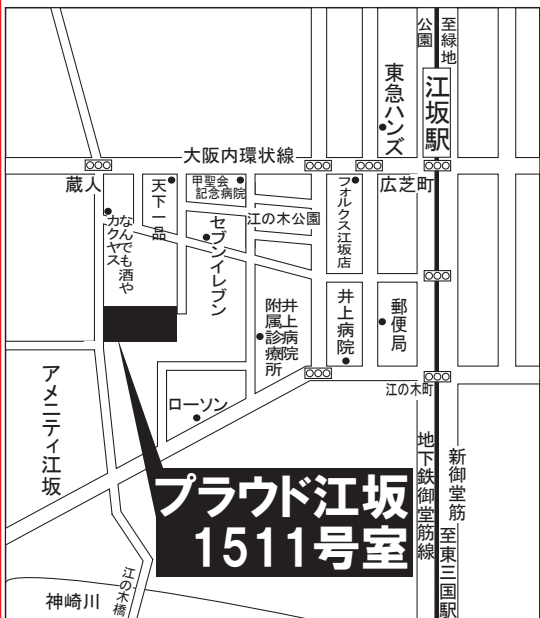 至緑地
公園
江坂駅
東急ハンズ
大阪内環状線
蔵人
天下一品
甲聖会
記念病院
フォルクス江坂店
広芝町
なんでも酒や
カクヤス
セブンイレブン
江の木公園
井上病院
附属診療所
井上病院
郵便局
江の木町
アメニティ江坂
ローソン
地下鉄御堂筋線
新御堂筋
至東三国駅
プラウド江坂
1511号室
江の木橋
神崎川